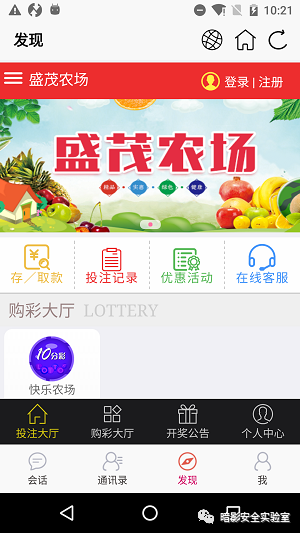 10:21
发现
盛茂农场
登录 | 注册
盛茂农场
精品 实惠 绿色 健康
存／取款 投注记录 优惠活动 在线客服
购彩大厅 LOTTERY
10分彩
快乐农场
投注大厅 购彩大厅 开奖公告 个人中心
会话 通讯录 发现 我
暗影安全实验室